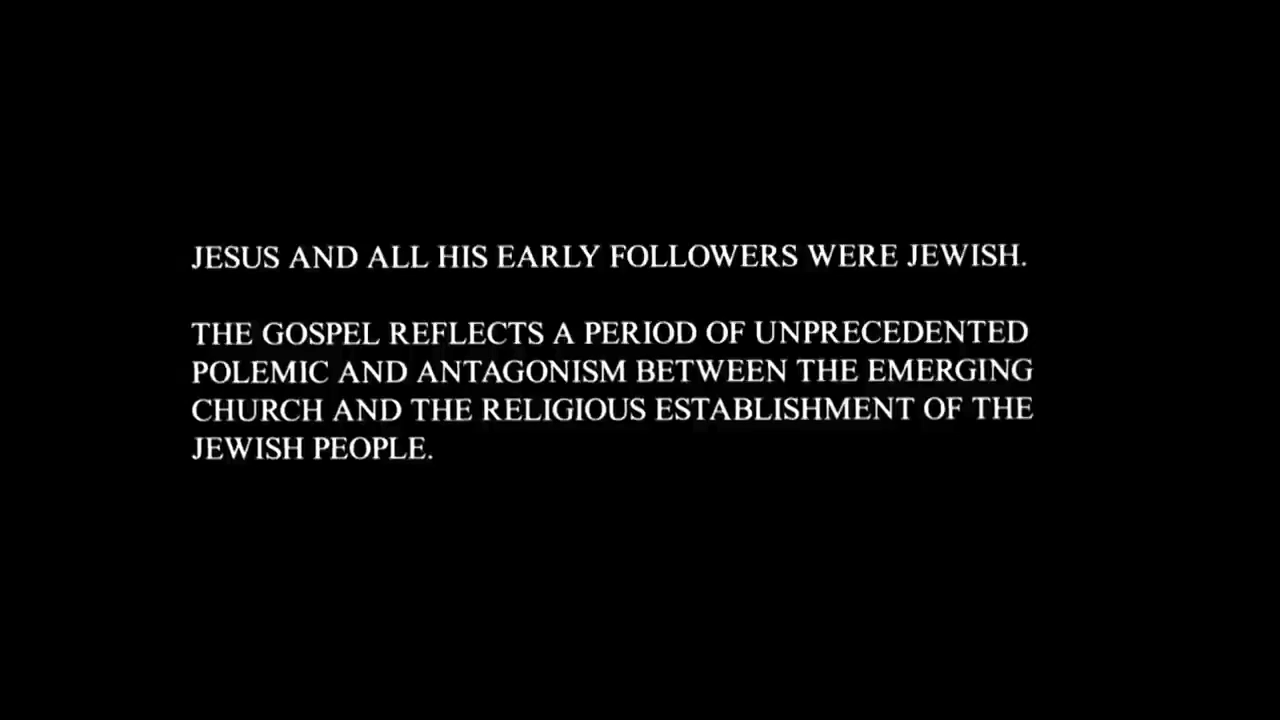 JESUS AND ALL HIS EARLY FOLLOWERS WERE JEWISH.
THE GOSPEL REFLECTS A PERIOD OF UNPRECEDENTED
POLEMIC AND ANTAGONISM BETWEEN THE EMERGING
CHURCH AND THE RELIGIOUS ESTABLISHMENT OF THE
JEWISH PEOPLE.